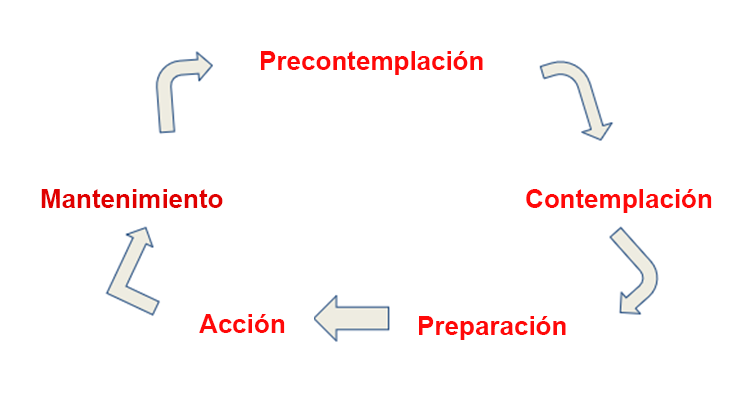 Precontemplación
Mantenimiento
Contemplación
Acción
Preparación